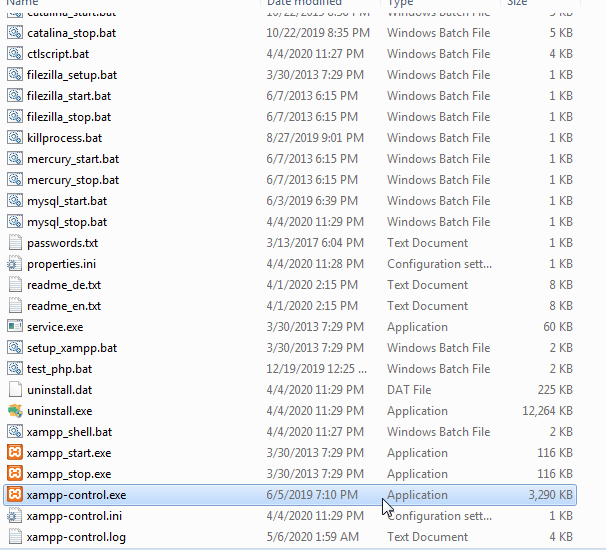 Name Date modified Type Size
catalina_start.bat 10/22/2019 8:30 PM Windows Batch File 3 KB
catalina_stop.bat 10/22/2019 8:35 PM Windows Batch File 5 KB
ctlscript.bat 4/4/2020 11:27 PM Windows Batch File 4 KB
filezilla_setup.bat 3/30/2013 7:29 PM Windows Batch File 1 KB
filezilla_start.bat 6/7/2013 6:15 PM Windows Batch File 1 KB
filezilla_stop.bat 6/7/2013 6:15 PM Windows Batch File 1 KB
killprocess.bat 8/27/2019 9:01 PM Windows Batch File 1 KB
mercury_start.bat 6/7/2013 6:15 PM Windows Batch File 1 KB
mercury_stop.bat 6/7/2013 6:15 PM Windows Batch File 1 KB
mysql_start.bat 6/3/2019 6:39 PM Windows Batch File 1 KB
mysql_stop.bat 4/4/2020 11:29 PM Windows Batch File 1 KB
passwords.txt 3/13/2017 6:04 PM Text Document 1 KB
properties.ini 4/4/2020 11:28 PM Configuration sett... 1 KB
readme_de.txt 4/1/2020 2:15 PM Text Document 8 KB
readme_en.txt 4/1/2020 2:15 PM Text Document 8 KB
service.exe 3/30/2013 7:29 PM Application 60 KB
setup_xampp.bat 3/30/2013 7:29 PM Windows Batch File 2 KB
test_php.bat 12/19/2019 12:25 ... Windows Batch File 2 KB
uninstall.dat 4/4/2020 11:29 PM DAT File 225 KB
uninstall.exe 4/4/2020 11:29 PM Application 12,264 KB
xampp_shell.bat 4/4/2020 11:27 PM Windows Batch File 2 KB
xampp_start.exe 3/30/2013 7:29 PM Application 116 KB
xampp_stop.exe 3/30/2013 7:29 PM Application 116 KB
xampp-control.exe 6/5/2019 7:10 PM Application 3,290 KB
xampp-control.ini 4/4/2020 11:29 PM Configuration sett... 1 KB
xampp-control.log 5/6/2020 1:59 AM Text Document 4 KB